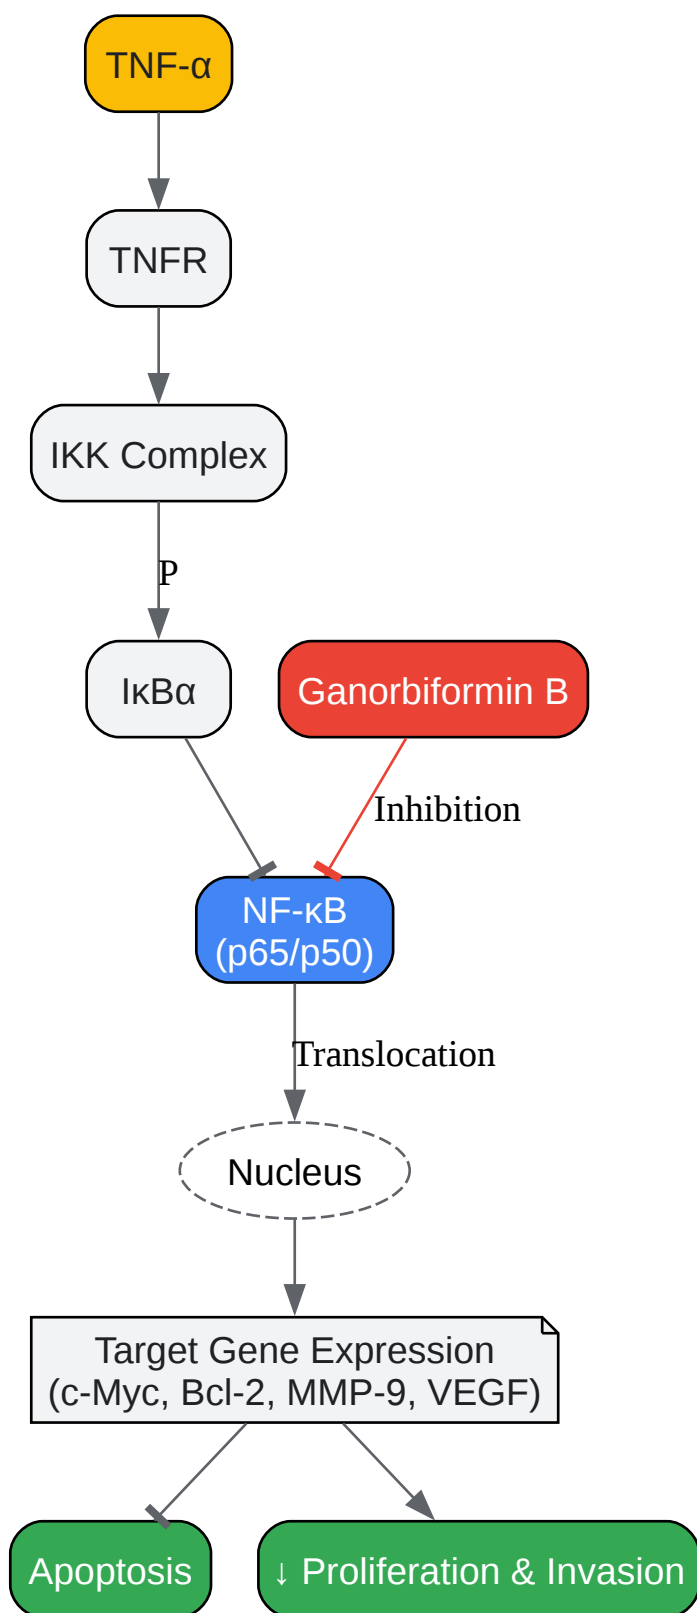 TNF-α
TNFR
IKK Complex
P
IκBα
Ganorbiformin B
Inhibition
NF-κB
(p65/p50)
Translocation
Nucleus
Target Gene Expression
(c-Myc, Bcl-2, MMP-9, VEGF)
Apoptosis
↓ Proliferation & Invasion